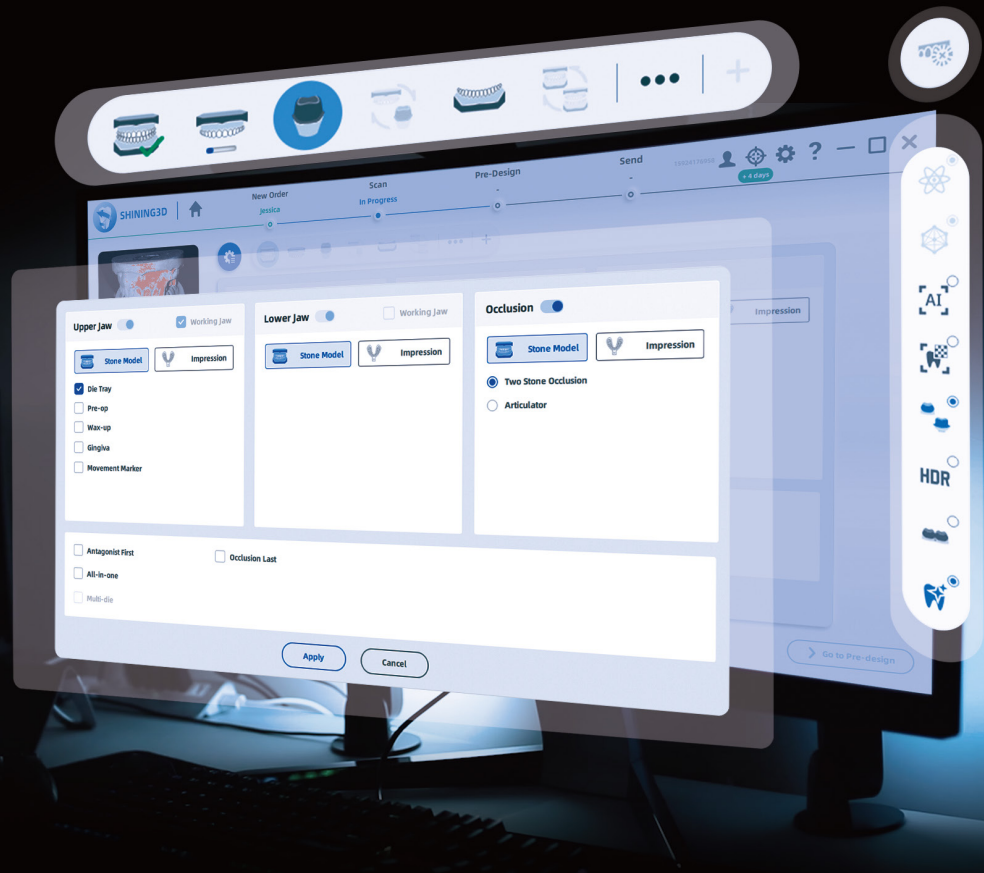 SHINING3D
New Order
Jessica
Scan
In Progress
Pre-Design
-
Send
-
+ 4 days
?
AI
HDR
Impression
Upper Jaw
Working Jaw
Stone Model
Impression
Die Tray
Pre-op
Wax-up
Gingiva
Movement Marker
Lower Jaw
Working Jaw
Stone Model
Impression
Occlusion
Stone Model
Impression
Two Stone Occlusion
Articulator
Antagonist First
Occlusion Last
All-in-one
Multi-die
Apply
Cancel
Go to Pre-design